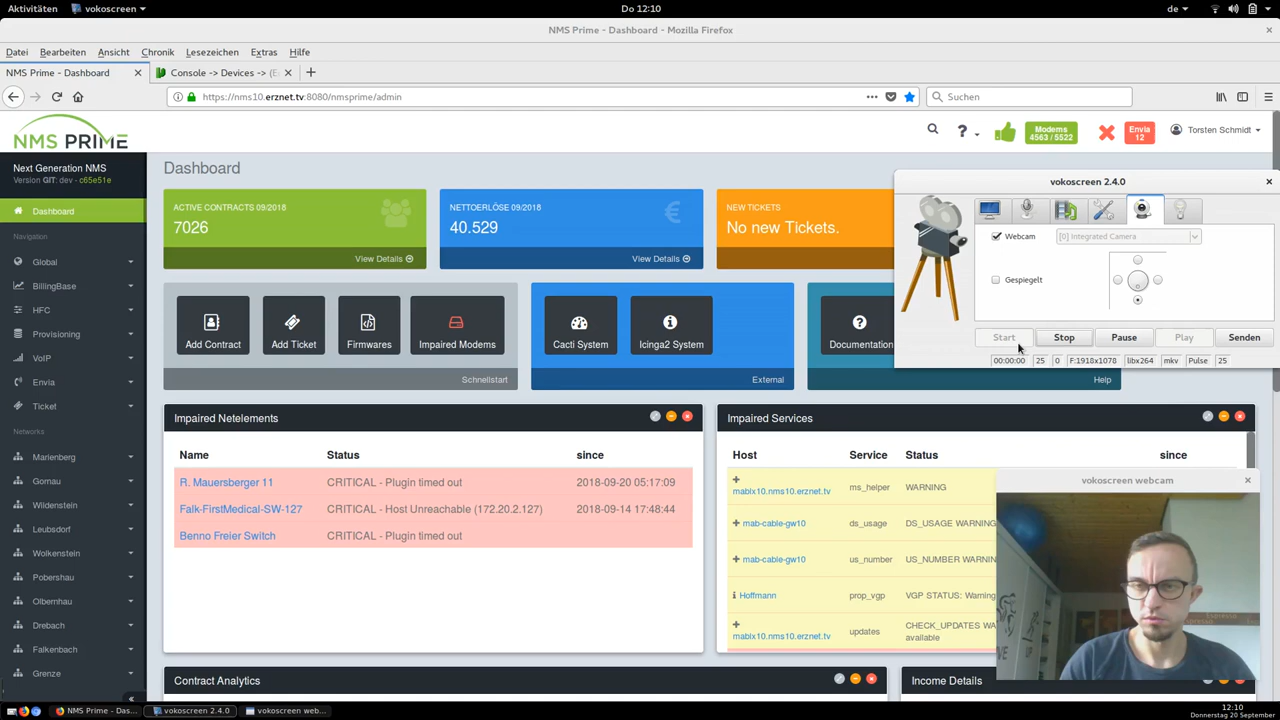 Aktivitäten
vokoscreen
Do 12:10
de
NMS Prime - Dashboard - Mozilla Firefox
Datei Bearbeiten Ansicht Chronik Lesezeichen Extras Hilfe
NMS Prime - Dashboard
Console -> Devices -> (E
https://nms10.erznet.tv:8080/nmsprime/admin
Suchen
NMS PRIME
Modems
4563 / 5522
Envia
12
Torsten Schmidt
Next Generation NMS
Version GIT: dev - c65e51e
Dashboard
Navigation
Global
BillingBase
HFC
Provisioning
VoIP
Envia
Ticket
Networks
Marienberg
Gornau
Wildenstein
Leubsdorf
Wolkenstein
Pobershau
Olbernhau
Drebach
Falkenbach
Grenze
Dashboard
ACTIVE CONTRACTS 09/2018
7026
View Details
NETTOERLÖSE 09/2018
40.529
View Details
NEW TICKETS
No new Tickets.
Add Contract
Add Ticket
Firmwares
Impaired Modems
Schnellstart
Cacti System
Icinga2 System
External
Documentation
Help
vokoscreen 2.4.0
Webcam
[0] Integrated Camera
Gespiegelt
Start
Stop
Pause
Play
Senden
00:00:00 25 0 F:1918x1078 libx264 mkv Pulse 25
Impaired Netelements
Name Status since
R. Mauersberger 11 CRITICAL - Plugin timed out 2018-09-20 05:17:09
Falk-FirstMedical-SW-127 CRITICAL - Host Unreachable (172.20.2.127) 2018-09-14 17:48:44
Benno Freier Switch CRITICAL - Plugin timed out
Impaired Services
Host Service Status since
mabix10.nms10.erznet.tv ms_helper WARNING
mab-cable-gw10 ds_usage DS_USAGE WARNING
mab-cable-gw10 us_number US_NUMBER WARNIN
Hoffmann prop_vgp VGP STATUS: Warning
mabix10.nms10.erznet.tv updates CHECK_UPDATES WA
available
vokoscreen webcam
Contract Analytics
Income Details
NMS Prime - Das...
vokoscreen 2.4.0
vokoscreen web...
12:10
Donnerstag 20 September